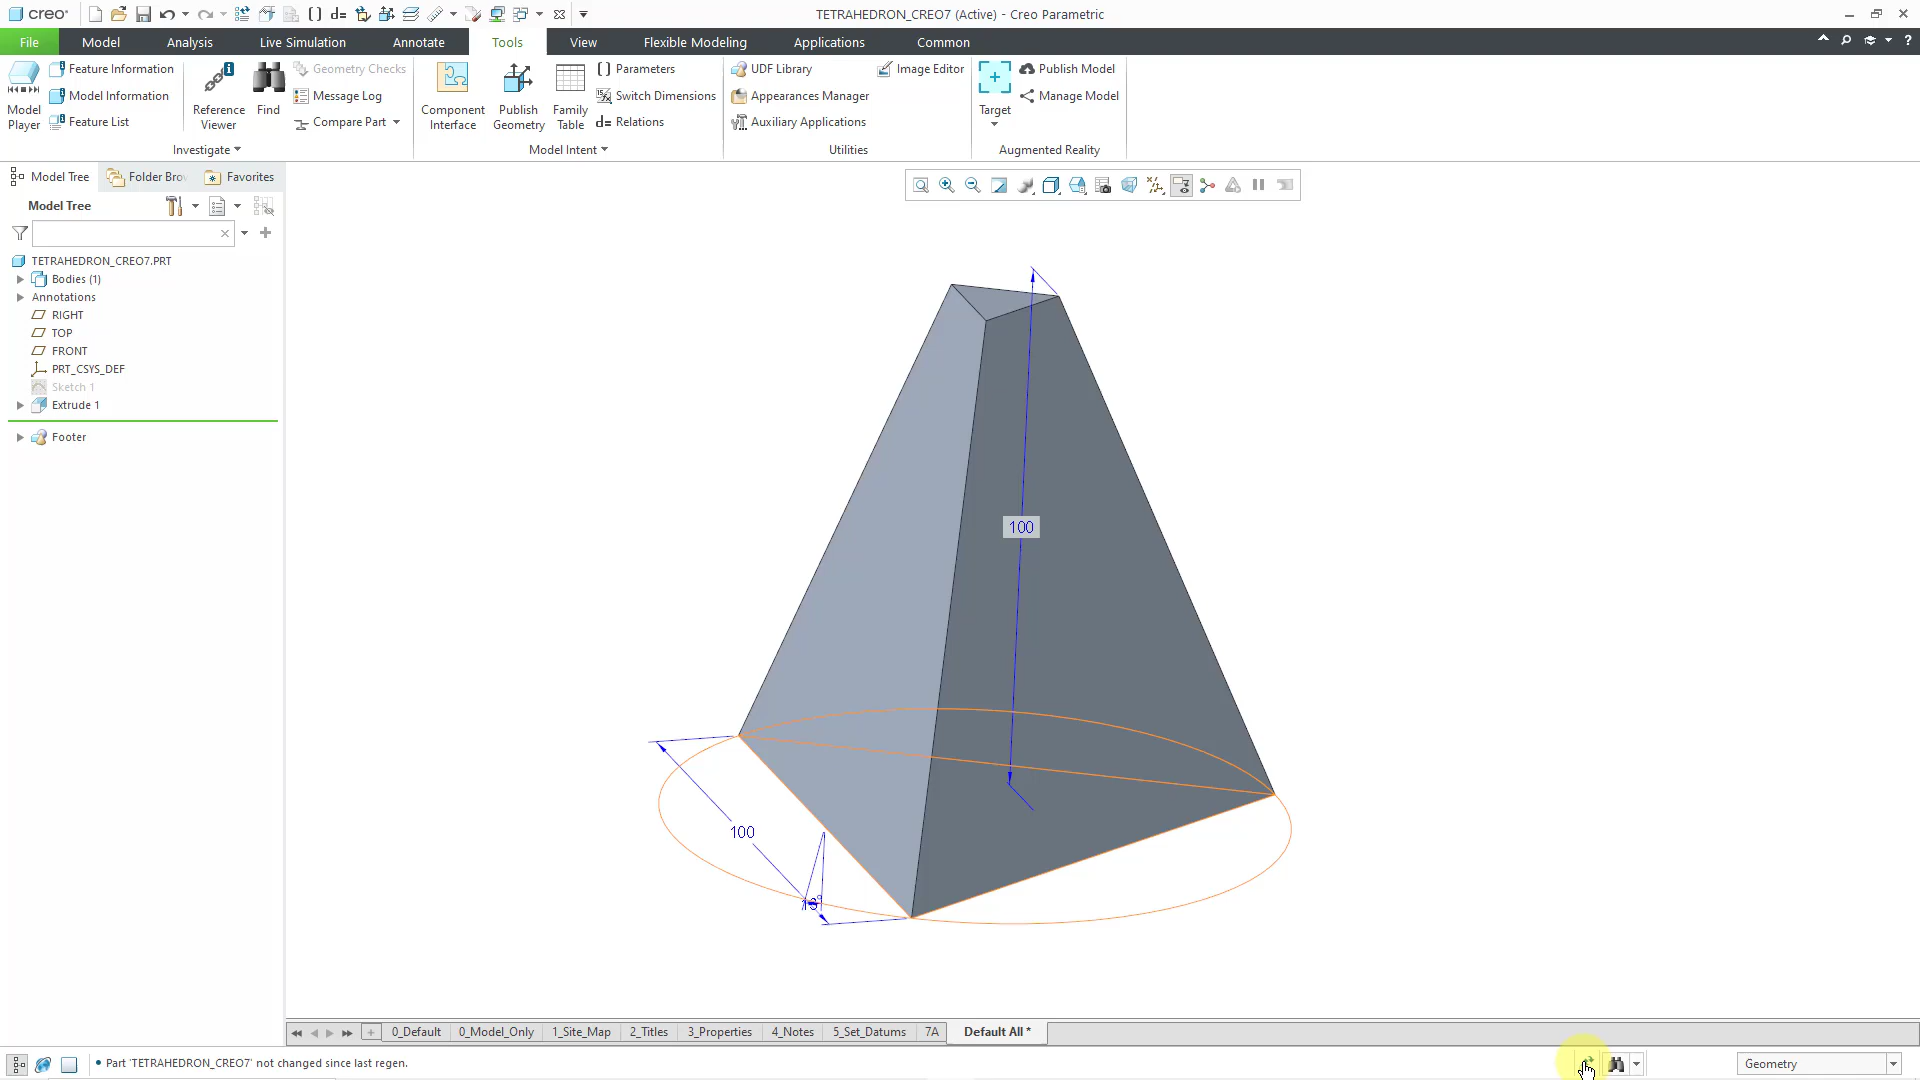 creo
TETRAHEDRON_CREO7 (Active) - Creo Parametric
File
Model
Analysis
Live Simulation
Annotate
Tools
View
Flexible Modeling
Applications
Common
Model Player
Feature Information
Model Information
Feature List
Reference Viewer
Find
Geometry Checks
Message Log
Compare Part
Investigate
Component Interface
Publish Geometry
Family Table
Parameters
Switch Dimensions
d= Relations
Model Intent
UDF Library
Appearances Manager
Auxiliary Applications
Image Editor
Utilities
Target
Publish Model
Manage Model
Augmented Reality
Model Tree
Folder Brov
Favorites
Model Tree
TETRAHEDRON_CREO7.PRT
Bodies (1)
Annotations
RIGHT
TOP
FRONT
PRT_CSYS_DEF
Sketch 1
Extrude 1
Footer
100
100
0_Default
0_Model_Only
1_Site_Map
2_Titles
3_Properties
4_Notes
5_Set_Datums
7A
Default All *
• Part 'TETRAHEDRON_CREO7' not changed since last regen.
Geometry